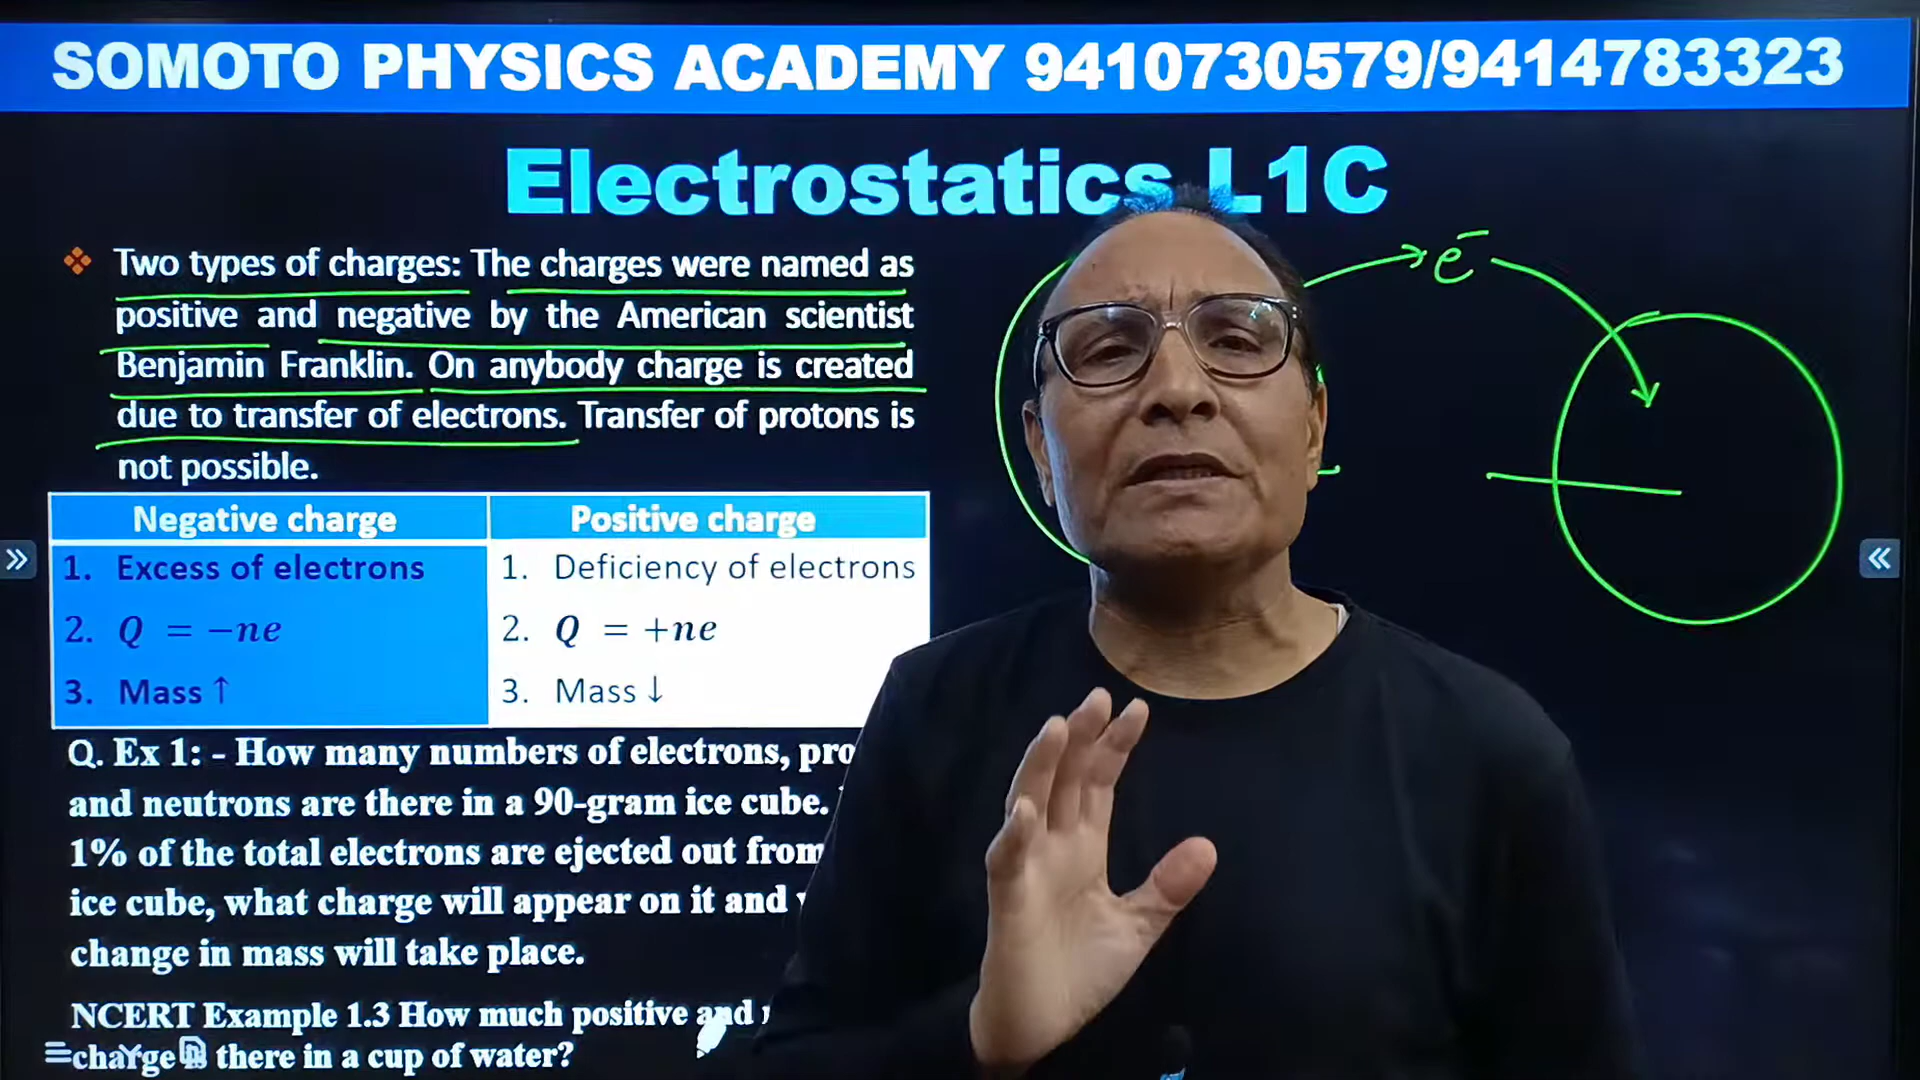 SOMOTO PHYSICS ACADEMY 9410730579/9414783323
Electrostatics L1C
Two types of charges: The charges were named as
positive and negative by the American scientist
Benjamin Franklin. On anybody charge is created
due to transfer of electrons. Transfer of protons is
not possible.
Negative charge Positive charge
1. Excess of electrons 1. Deficiency of electrons
2. Q = −ne 2. Q = +ne
3. Mass ↑ 3. Mass ↓
Q. Ex 1: - How many numbers of electrons,
and neutrons are there in a 90-gram ice cube.
1% of the total electrons are ejected out from
ice cube, what charge will appear on it and
change in mass will take place.
NCERT Example 1.3 How much positive and
charge there in a cup of water?
e⁻